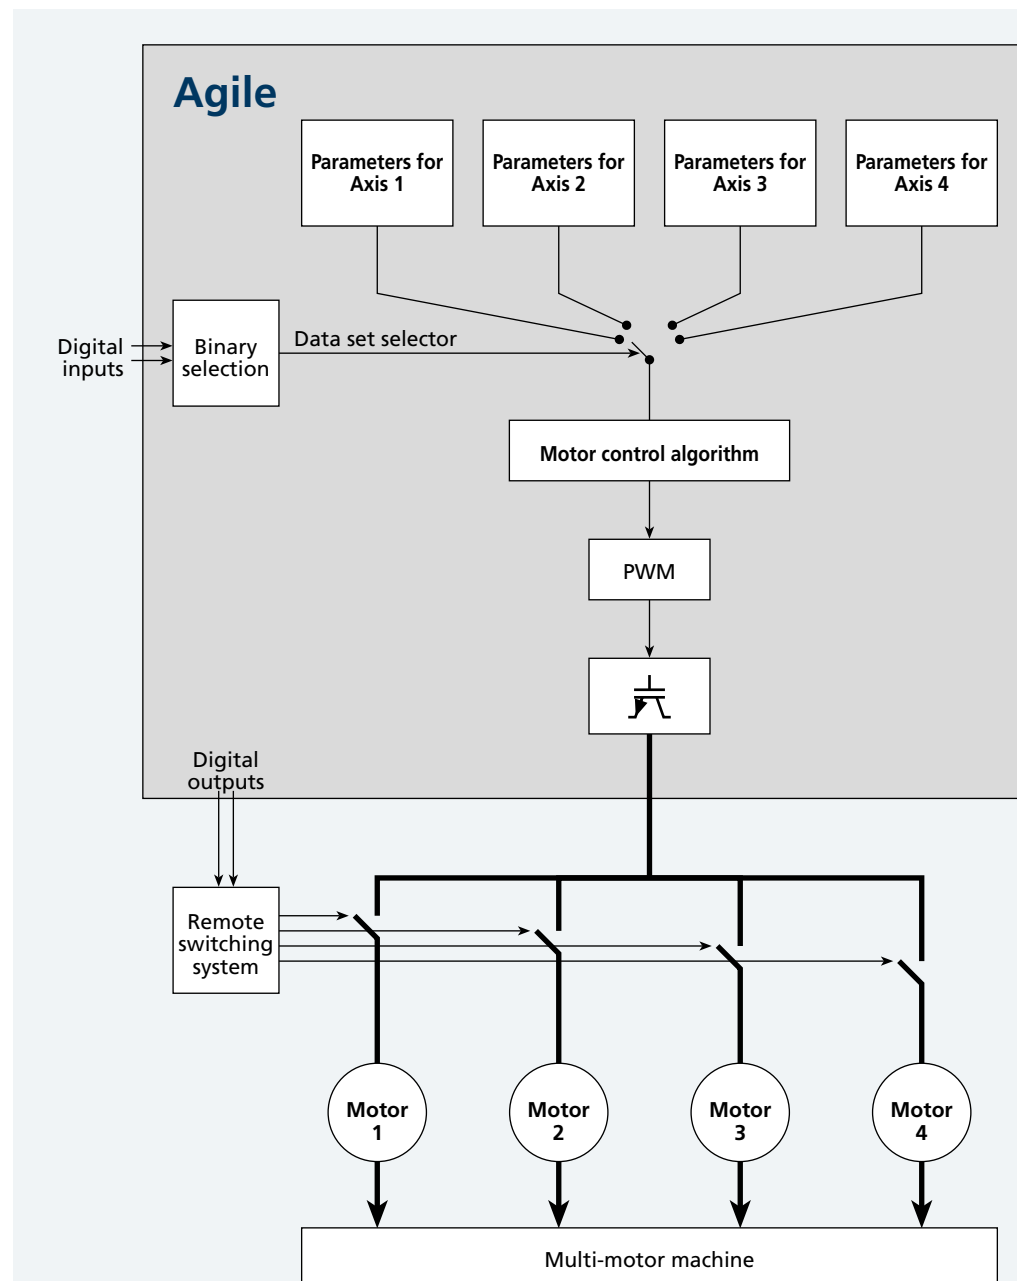 Agile
Parameters for
Axis 1
Parameters for
Axis 2
Parameters for
Axis 3
Parameters for
Axis 4
Digital
inputs
Binary
selection
Data set selector
Motor control algorithm
PWM
Digital
outputs
Remote
switching
system
Motor
1
Motor
2
Motor
3
Motor
4
Multi-motor machine